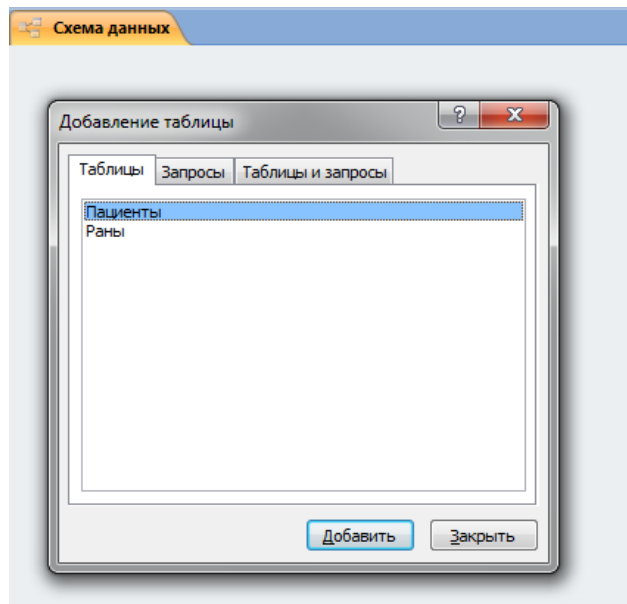 Схема данных
Добавление таблицы
?
Таблицы Запросы Таблицы и запросы
Пациенты
Раны
Добавить Закрыть